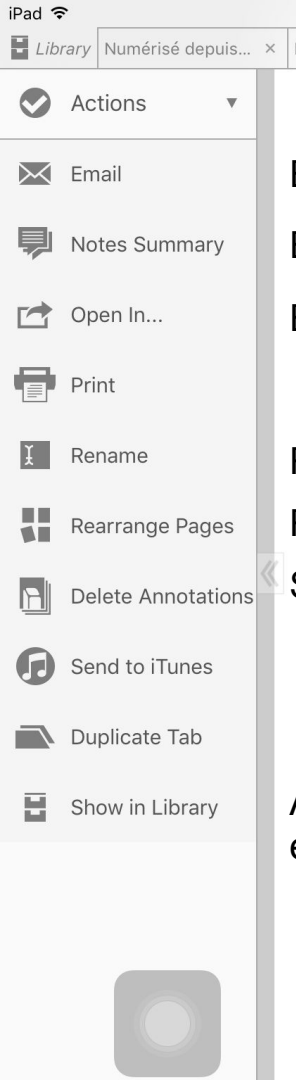 iPad
Library Numérisé depuis... ×
Actions ▼
Email
Notes Summary
Open In...
Print
Rename
Rearrange Pages
Delete Annotations
Send to iTunes
Duplicate Tab
Show in Library